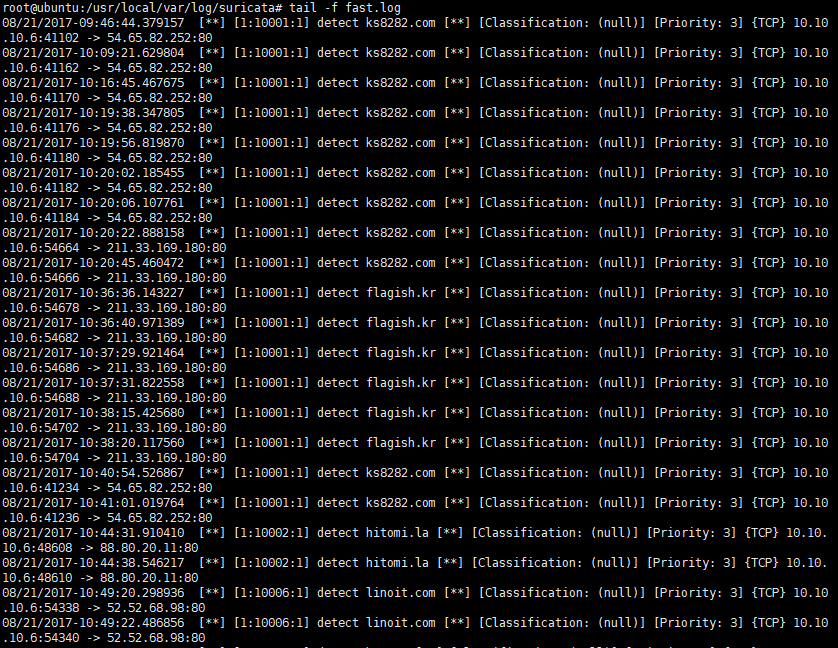 root@ubuntu:/usr/local/var/log/suricata# tail -f fast.log
08/21/2017-09:46:44.379157  [**] [1:10001:1] detect ks8282.com [**] [Classification: (null)] [Priority: 3] {TCP} 10.10
.10.6:41102 -> 54.65.82.252:80
08/21/2017-10:09:21.629804  [**] [1:10001:1] detect ks8282.com [**] [Classification: (null)] [Priority: 3] {TCP} 10.10
.10.6:41162 -> 54.65.82.252:80
08/21/2017-10:16:45.467675  [**] [1:10001:1] detect ks8282.com [**] [Classification: (null)] [Priority: 3] {TCP} 10.10
.10.6:41170 -> 54.65.82.252:80
08/21/2017-10:19:38.347805  [**] [1:10001:1] detect ks8282.com [**] [Classification: (null)] [Priority: 3] {TCP} 10.10
.10.6:41176 -> 54.65.82.252:80
08/21/2017-10:19:56.819870  [**] [1:10001:1] detect ks8282.com [**] [Classification: (null)] [Priority: 3] {TCP} 10.10
.10.6:41180 -> 54.65.82.252:80
08/21/2017-10:20:02.185455  [**] [1:10001:1] detect ks8282.com [**] [Classification: (null)] [Priority: 3] {TCP} 10.10
.10.6:41182 -> 54.65.82.252:80
08/21/2017-10:20:06.107761  [**] [1:10001:1] detect ks8282.com [**] [Classification: (null)] [Priority: 3] {TCP} 10.10
.10.6:41184 -> 54.65.82.252:80
08/21/2017-10:20:22.888158  [**] [1:10001:1] detect ks8282.com [**] [Classification: (null)] [Priority: 3] {TCP} 10.10
.10.6:54664 -> 211.33.169.180:80
08/21/2017-10:20:45.460472  [**] [1:10001:1] detect ks8282.com [**] [Classification: (null)] [Priority: 3] {TCP} 10.10
.10.6:54666 -> 211.33.169.180:80
08/21/2017-10:36:36.143227  [**] [1:10001:1] detect flagish.kr [**] [Classification: (null)] [Priority: 3] {TCP} 10.10
.10.6:54678 -> 211.33.169.180:80
08/21/2017-10:36:40.971389  [**] [1:10001:1] detect flagish.kr [**] [Classification: (null)] [Priority: 3] {TCP} 10.10
.10.6:54682 -> 211.33.169.180:80
08/21/2017-10:37:29.921464  [**] [1:10001:1] detect flagish.kr [**] [Classification: (null)] [Priority: 3] {TCP} 10.10
.10.6:54686 -> 211.33.169.180:80
08/21/2017-10:37:31.822558  [**] [1:10001:1] detect flagish.kr [**] [Classification: (null)] [Priority: 3] {TCP} 10.10
.10.6:54688 -> 211.33.169.180:80
08/21/2017-10:38:15.425680  [**] [1:10001:1] detect flagish.kr [**] [Classification: (null)] [Priority: 3] {TCP} 10.10
.10.6:54702 -> 211.33.169.180:80
08/21/2017-10:38:20.117560  [**] [1:10001:1] detect flagish.kr [**] [Classification: (null)] [Priority: 3] {TCP} 10.10
.10.6:54704 -> 211.33.169.180:80
08/21/2017-10:40:54.526867  [**] [1:10001:1] detect ks8282.com [**] [Classification: (null)] [Priority: 3] {TCP} 10.10
.10.6:41234 -> 54.65.82.252:80
08/21/2017-10:41:01.019764  [**] [1:10001:1] detect ks8282.com [**] [Classification: (null)] [Priority: 3] {TCP} 10.10
.10.6:41236 -> 54.65.82.252:80
08/21/2017-10:44:31.910410  [**] [1:10002:1] detect hitomi.la [**] [Classification: (null)] [Priority: 3] {TCP} 10.10.
10.6:48608 -> 88.80.20.11:80
08/21/2017-10:44:38.546217  [**] [1:10002:1] detect hitomi.la [**] [Classification: (null)] [Priority: 3] {TCP} 10.10.
10.6:48610 -> 88.80.20.11:80
08/21/2017-10:49:20.298936  [**] [1:10006:1] detect linoit.com [**] [Classification: (null)] [Priority: 3] {TCP} 10.10
.10.6:54338 -> 52.52.68.98:80
08/21/2017-10:49:22.486856  [**] [1:10006:1] detect linoit.com [**] [Classification: (null)] [Priority: 3] {TCP} 10.10
.10.6:54340 -> 52.52.68.98:80